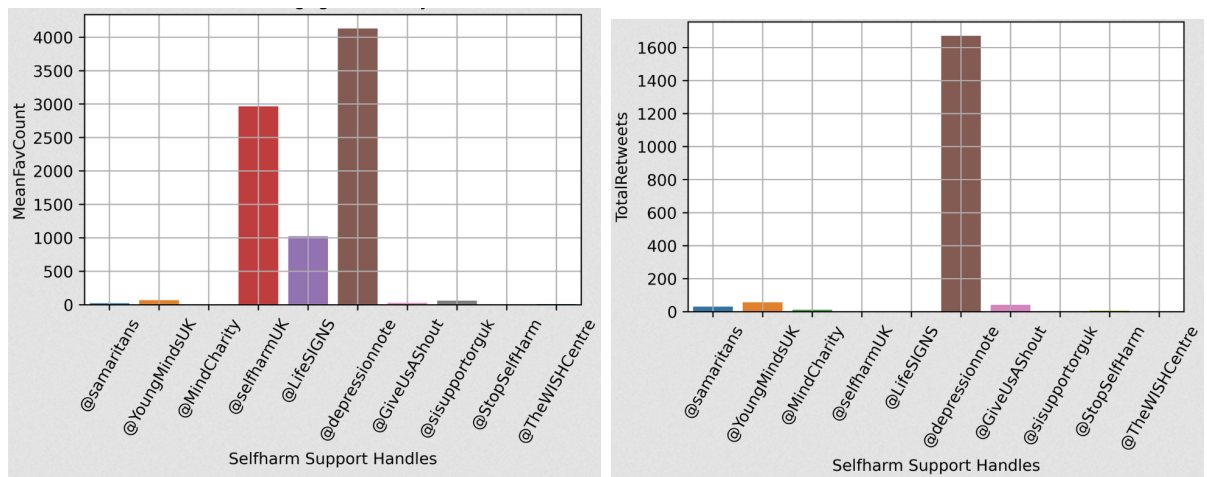 4000
3500
3000
2500
2000
1500
1000
500
0
MeanFavCount
@samaritans
@YoungMindsUK
@MindCharity
@selfharmUK
@LifeSIGNS
@depressionnote
@GiveUsAShout
@sisupportorguk
@StopSelfHarm
@TheWISHCentre
Selfharm Support Handles
1600
1400
1200
1000
800
600
400
200
0
TotalRetweets
@samaritans
@YoungMindsUK
@MindCharity
@selfharmUK
@LifeSIGNS
@depressionnote
@GiveUsAShout
@sisupportorguk
@StopSelfHarm
@TheWISHCentre
Selfharm Support Handles